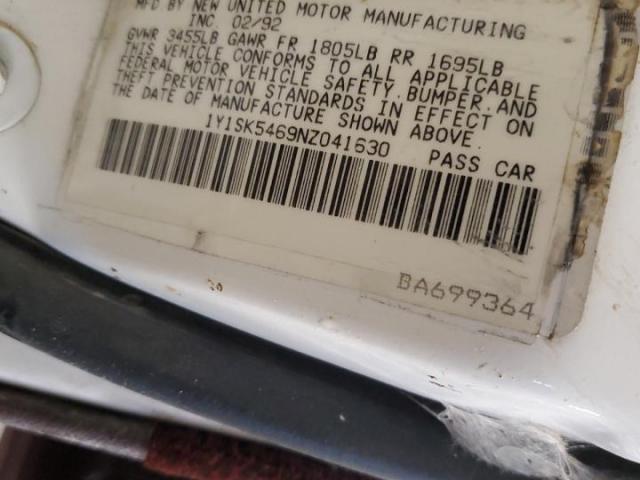 MFD BY NEW UNITED MOTOR MANUFACTURING
INC. 02/92
GVWR 3455LB GAWR FR 1805LB RR 1695LB
THIS VEHICLE CONFORMS TO ALL APPLICABLE
FEDERAL MOTOR VEHICLE SAFETY, BUMPER, AND
THEFT PREVENTION STANDARDS IN EFFECT ON
THE DATE OF MANUFACTURE SHOWN ABOVE.
1Y1SK5469NZ041630 PASS CAR
BA699364